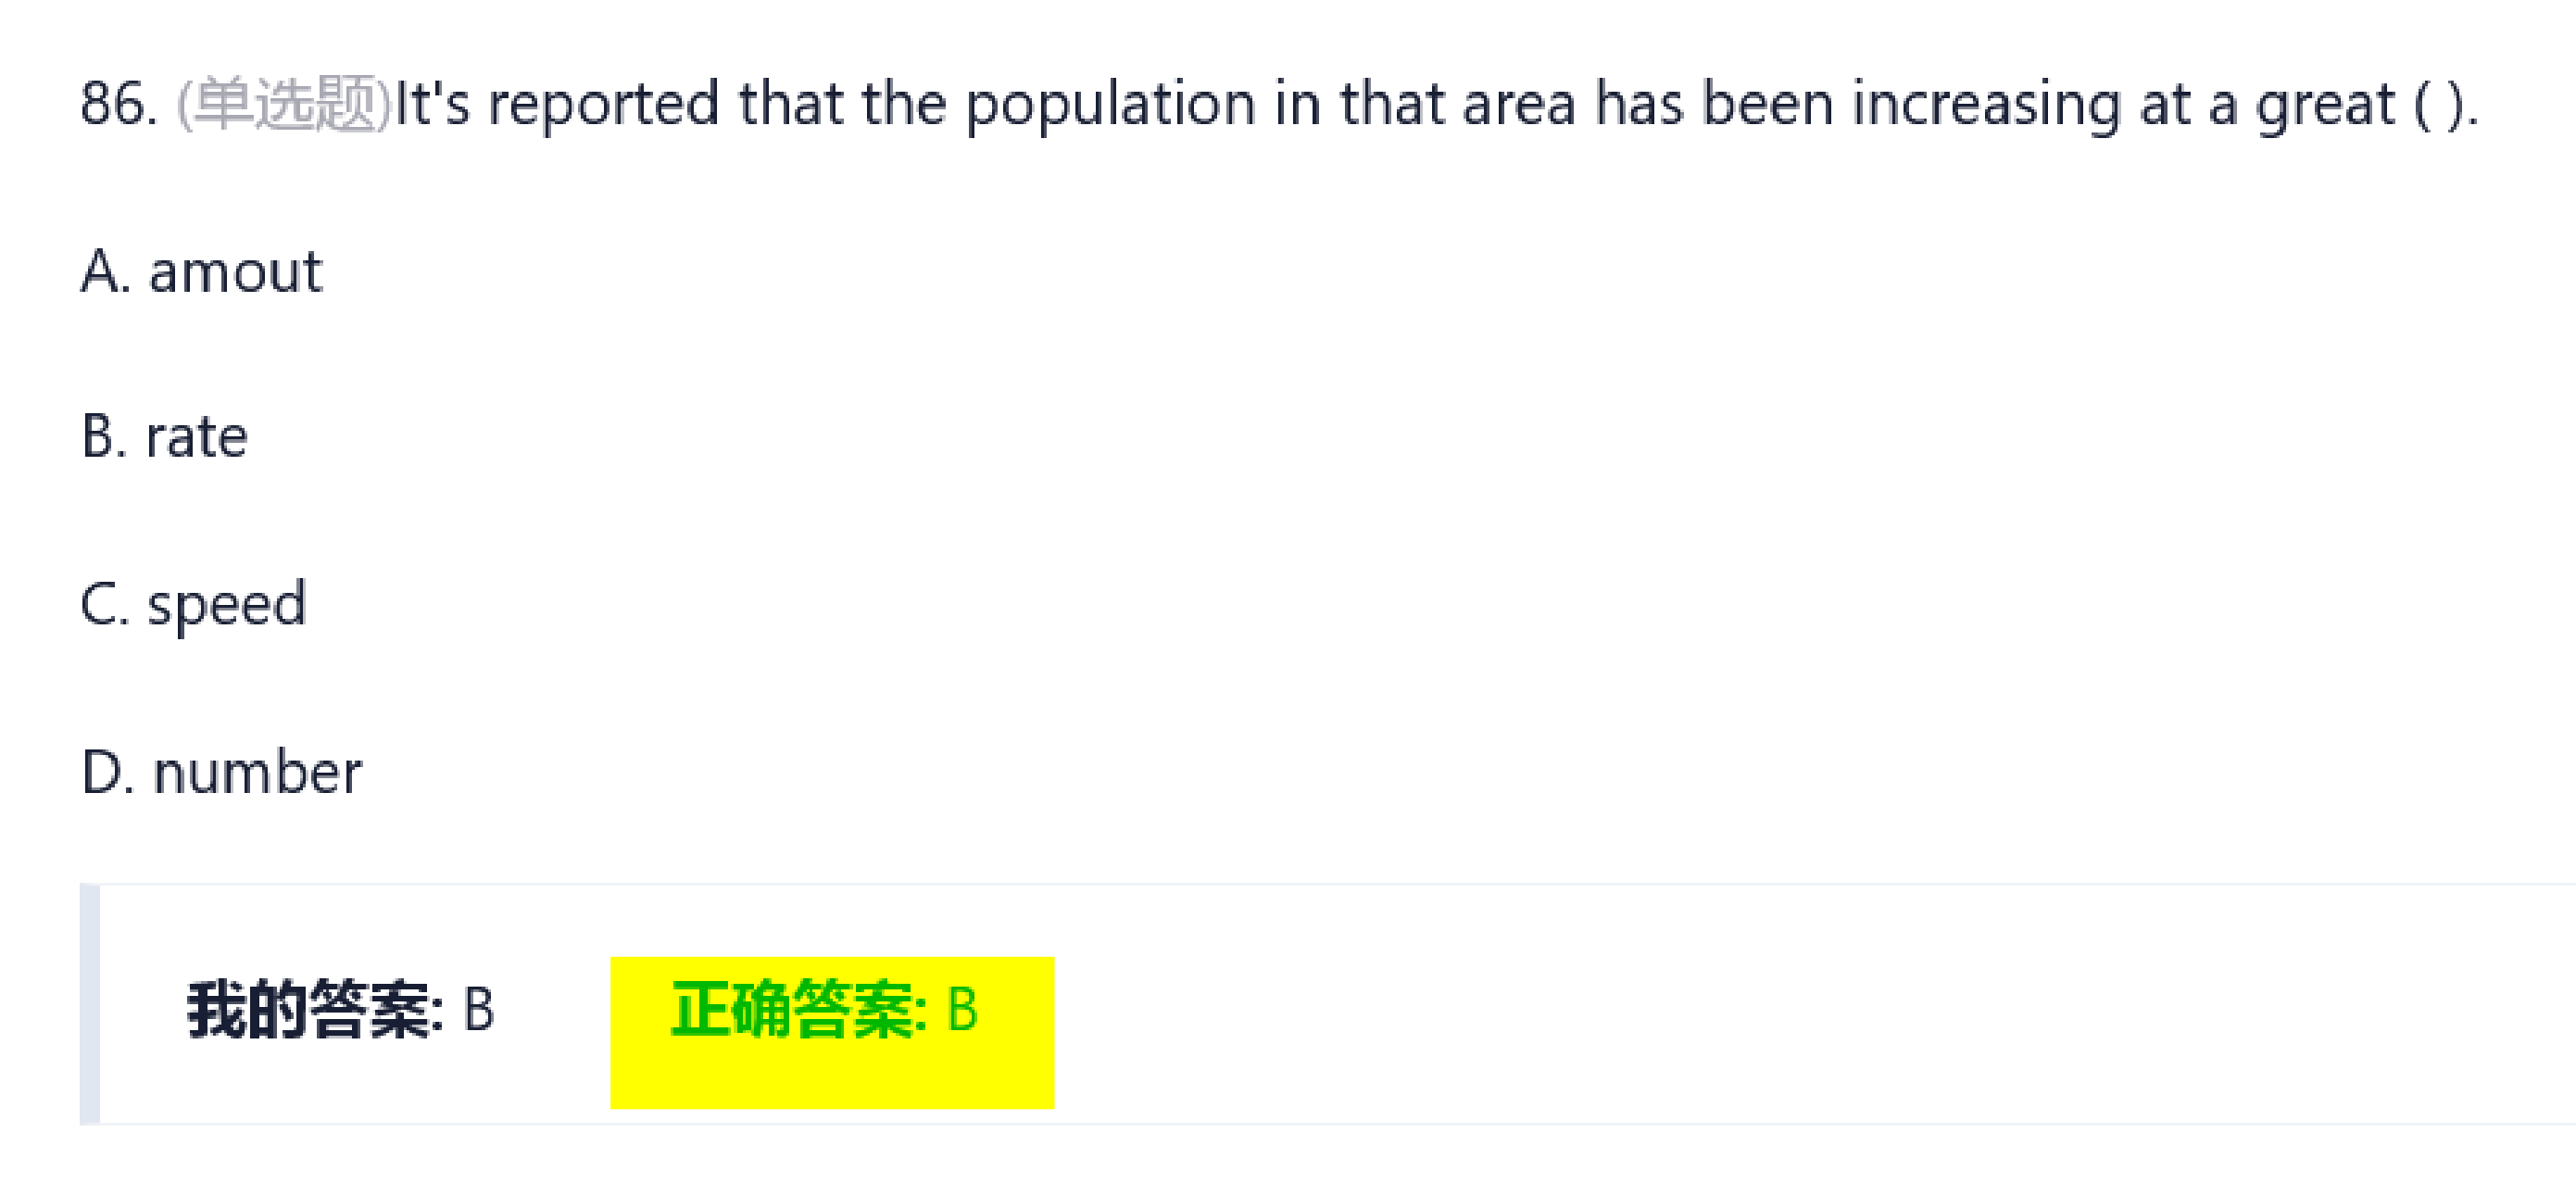 86. (单选题)It's reported that the population in that area has been increasing at a great ( ).
A. amout
B. rate
C. speed
D. number
我的答案: B 正确答案: B